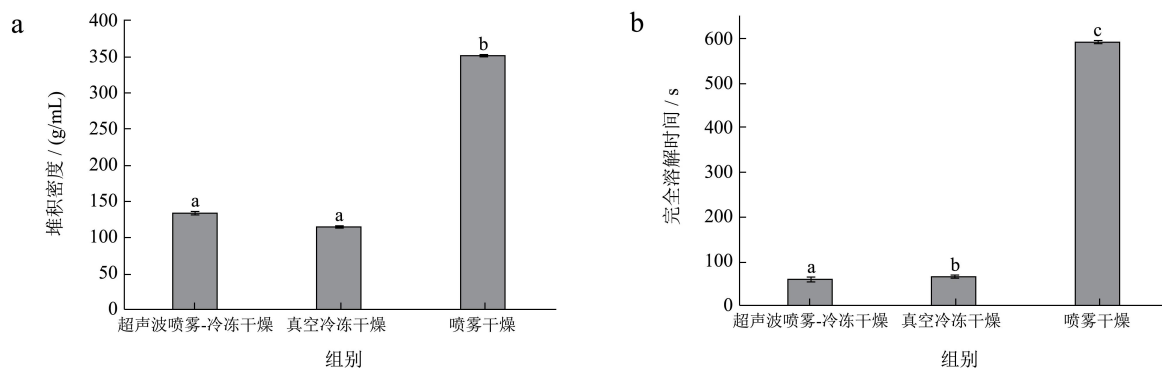 a
堆积密度 / (g/mL)
400
350
300
250
200
150
100
50
0
a
a
b
超声波喷雾-冷冻干燥
真空冷冻干燥
喷雾干燥
组别
b
完全溶解时间 / s
600
500
400
300
200
100
0
a
b
c
超声波喷雾-冷冻干燥
真空冷冻干燥
喷雾干燥
组别